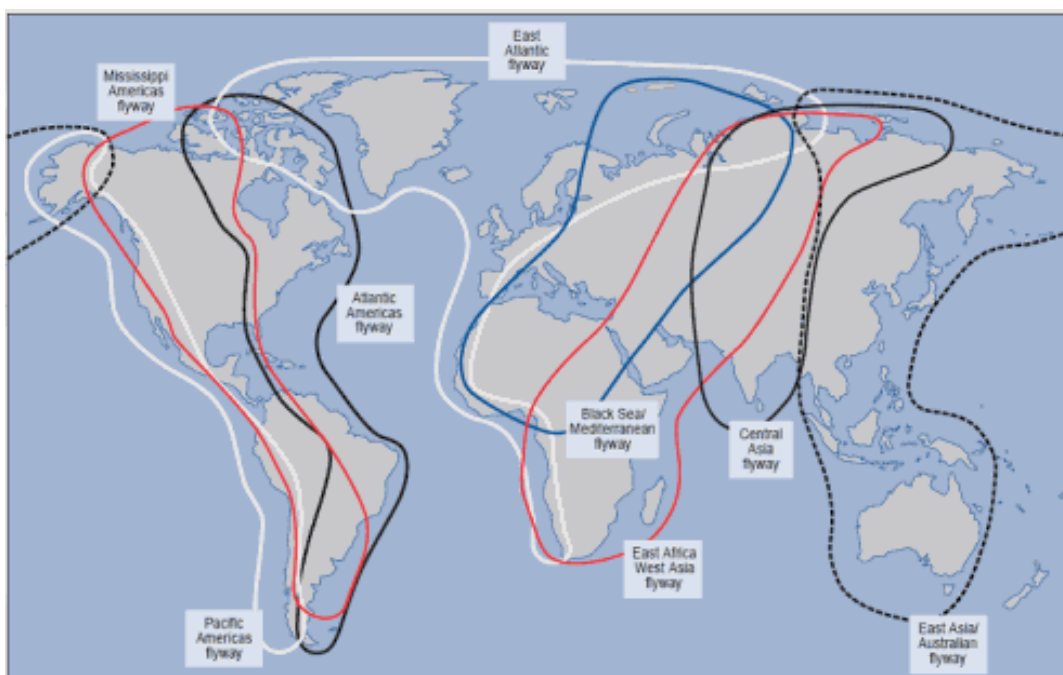 East
Atlantic
flyway
Mississippi
Americas
flyway
Atlantic
Americas
flyway
Black Sea/
Mediterranean
flyway
Central
Asia
flyway
East Africa
West Asia
flyway
Pacific
Americas
flyway
East Asia/
Australian
flyway